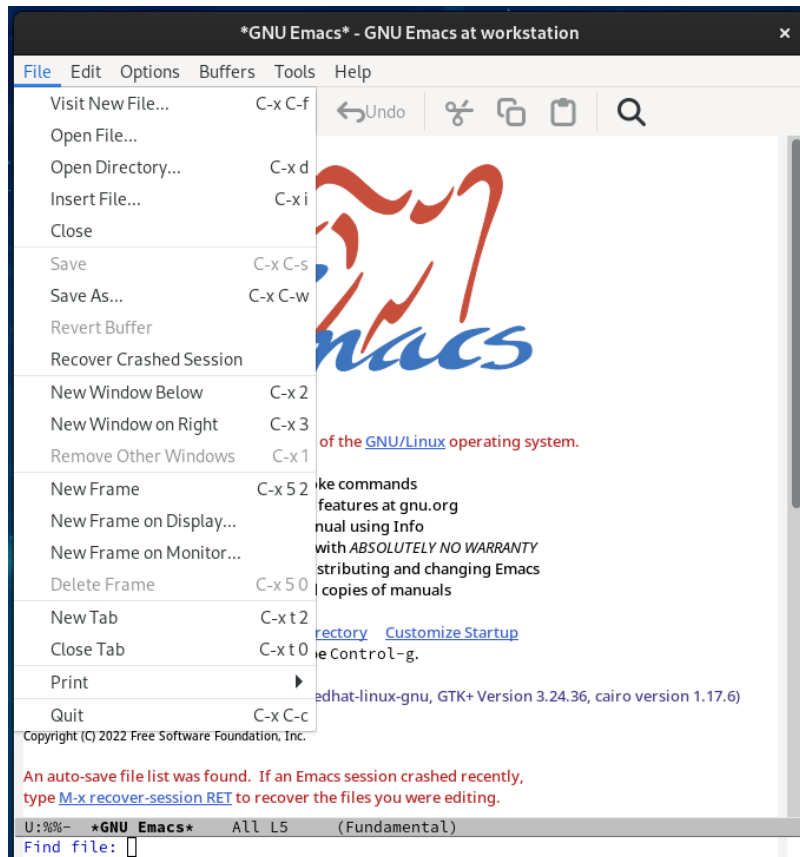 *GNU Emacs* - GNU Emacs at workstation ×
File Edit Options Buffers Tools Help
Undo
Visit New File... C-x C-f
Open File...
Open Directory... C-x d
Insert File... C-x i
Close
Save C-x C-s
Save As... C-x C-w
Revert Buffer
Recover Crashed Session
New Window Below C-x 2
New Window on Right C-x 3
Remove Other Windows C-x 1
New Frame C-x 5 2
New Frame on Display...
New Frame on Monitor...
Delete Frame C-x 5 0
New Tab C-x t 2
Close Tab C-x t 0
Print
Quit C-x C-c
macs
of the GNU/Linux operating system.
ke commands
features at gnu.org
nual using Info
with ABSOLUTELY NO WARRANTY
stributing and changing Emacs
copies of manuals
rectory Customize Startup
e Control-g.
edhat-linux-gnu, GTK+ Version 3.24.36, cairo version 1.17.6)
Copyright (C) 2022 Free Software Foundation, Inc.
An auto-save file list was found. If an Emacs session crashed recently,
type M-x recover-session RET to recover the files you were editing.
U:%%- *GNU Emacs* All L5 (Fundamental)
Find file: